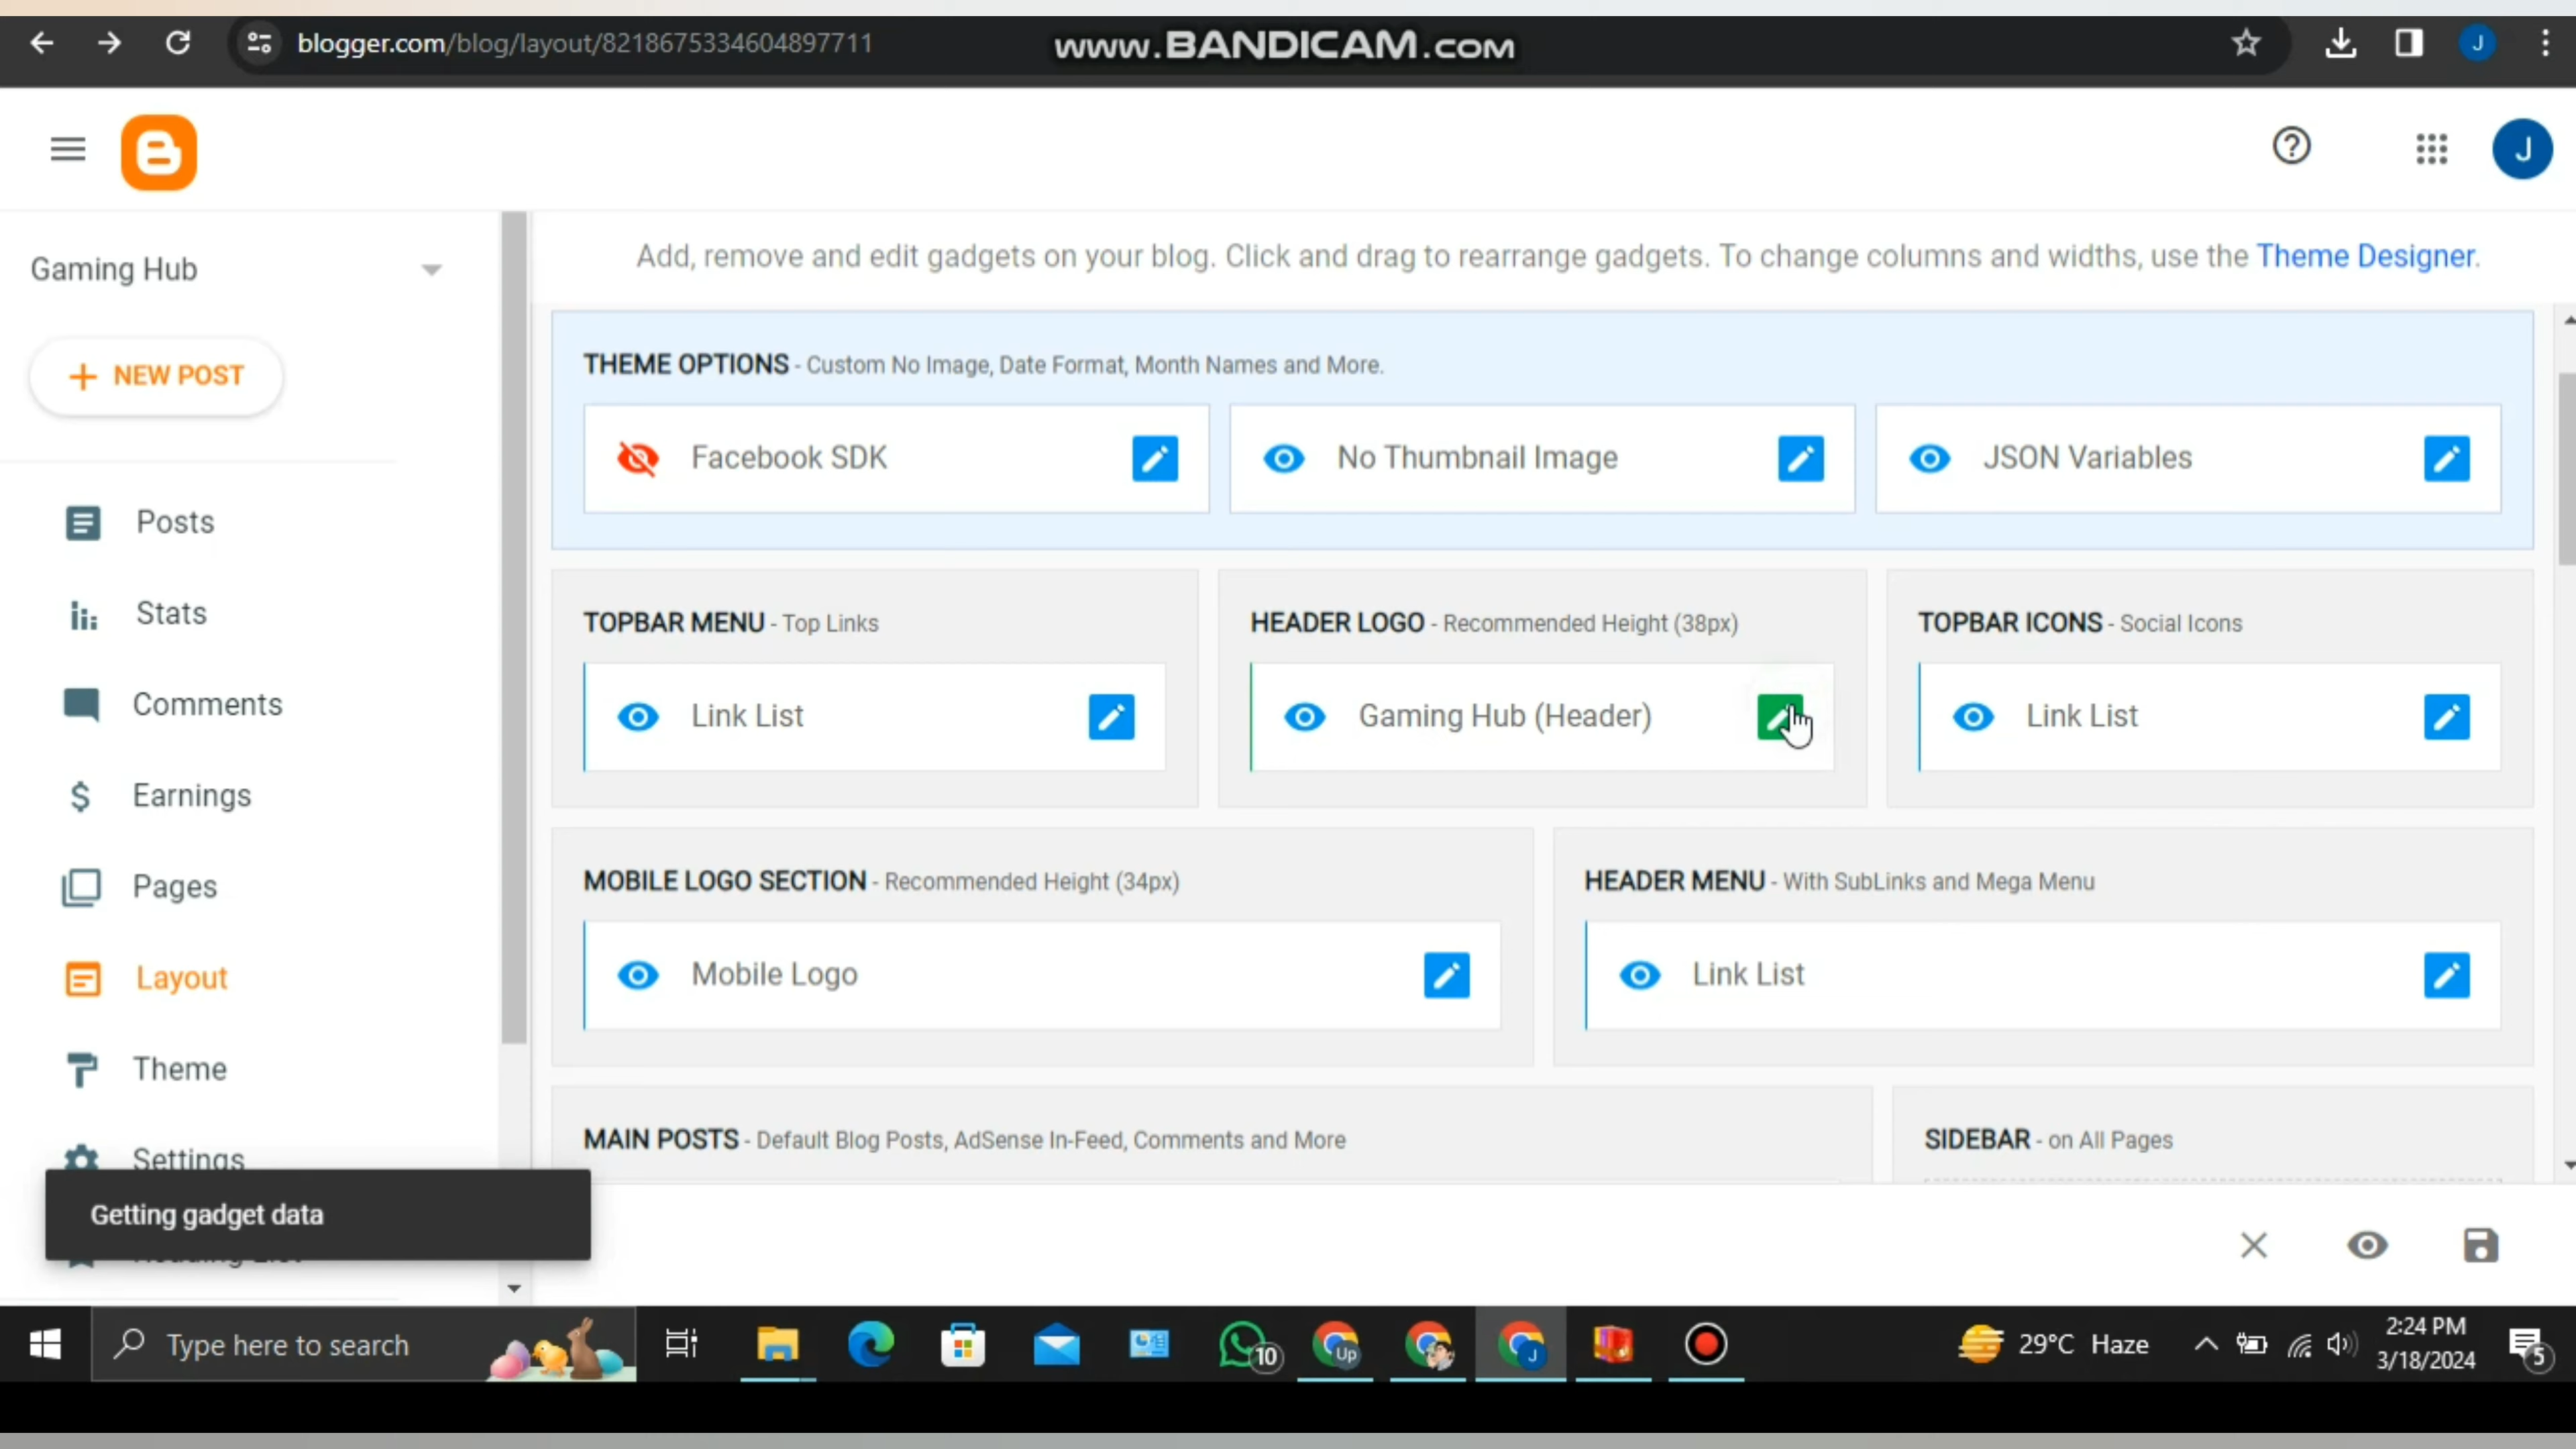 blogger.com/blog/layout/8218675334604897711
www.BANDICAM.com
J
J
Gaming Hub
Add, remove and edit gadgets on your blog. Click and drag to rearrange gadgets. To change columns and widths, use the Theme Designer.
NEW POST
THEME OPTIONS - Custom No Image, Date Format, Month Names and More.
Facebook SDK
No Thumbnail Image
JSON Variables
Posts
Stats
Comments
Earnings
Pages
Layout
Theme
Settings
TOPBAR MENU - Top Links
Link List
HEADER LOGO - Recommended Height (38px)
Gaming Hub (Header)
TOPBAR ICONS - Social Icons
Link List
MOBILE LOGO SECTION - Recommended Height (34px)
Mobile Logo
HEADER MENU - With SubLinks and Mega Menu
Link List
MAIN POSTS - Default Blog Posts, AdSense In-Feed, Comments and More
SIDEBAR - on All Pages
Getting gadget data
Type here to search
10
Up
J
29°C Haze
2:24 PM
3/18/2024
5